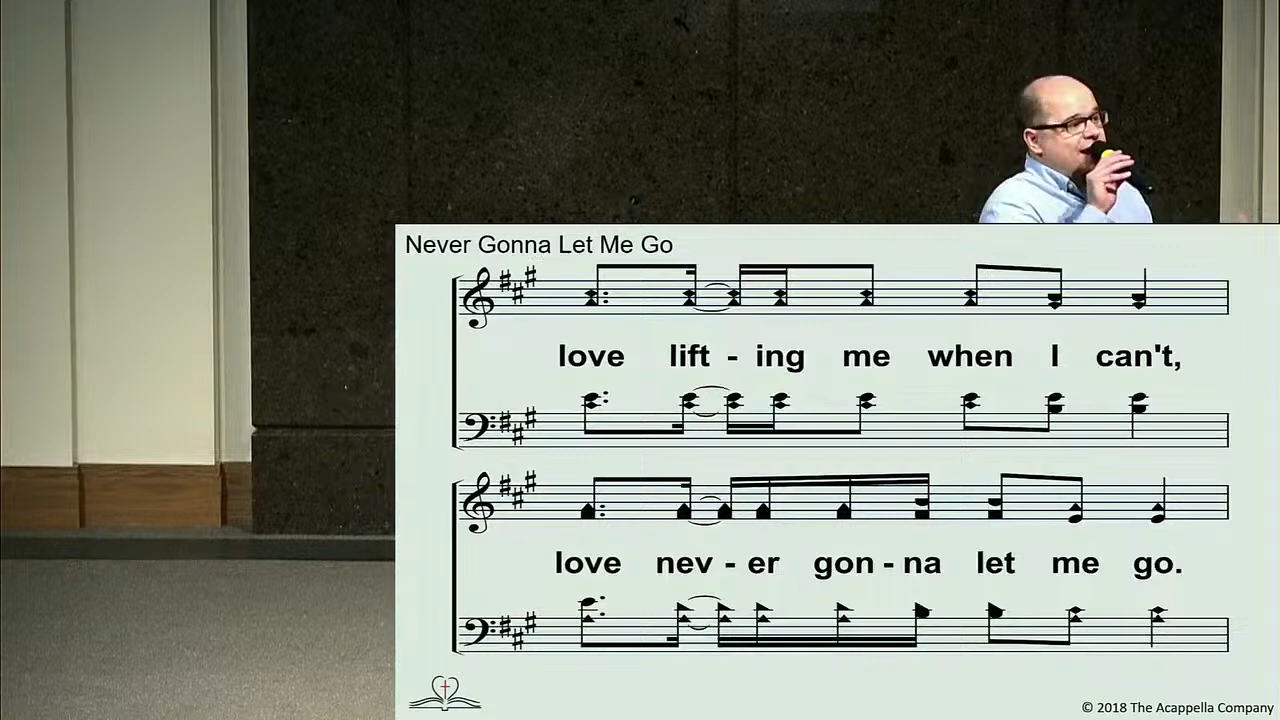 Never Gonna Let Me Go
love lift - ing me when I can't,
love nev - er gon - na let me go.
© 2018 The Acappella Company